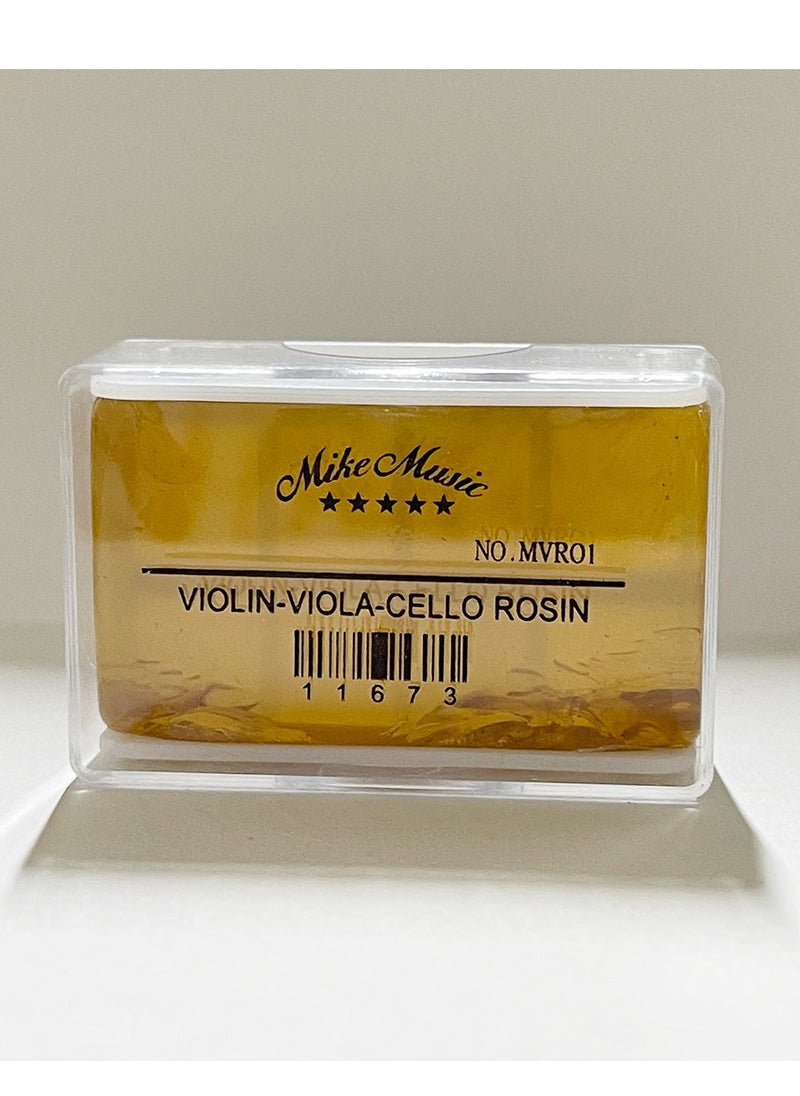 Mike Music
★★★★★
NO.MVR01
VIOLIN-VIOLA-CELLO ROSIN
11673